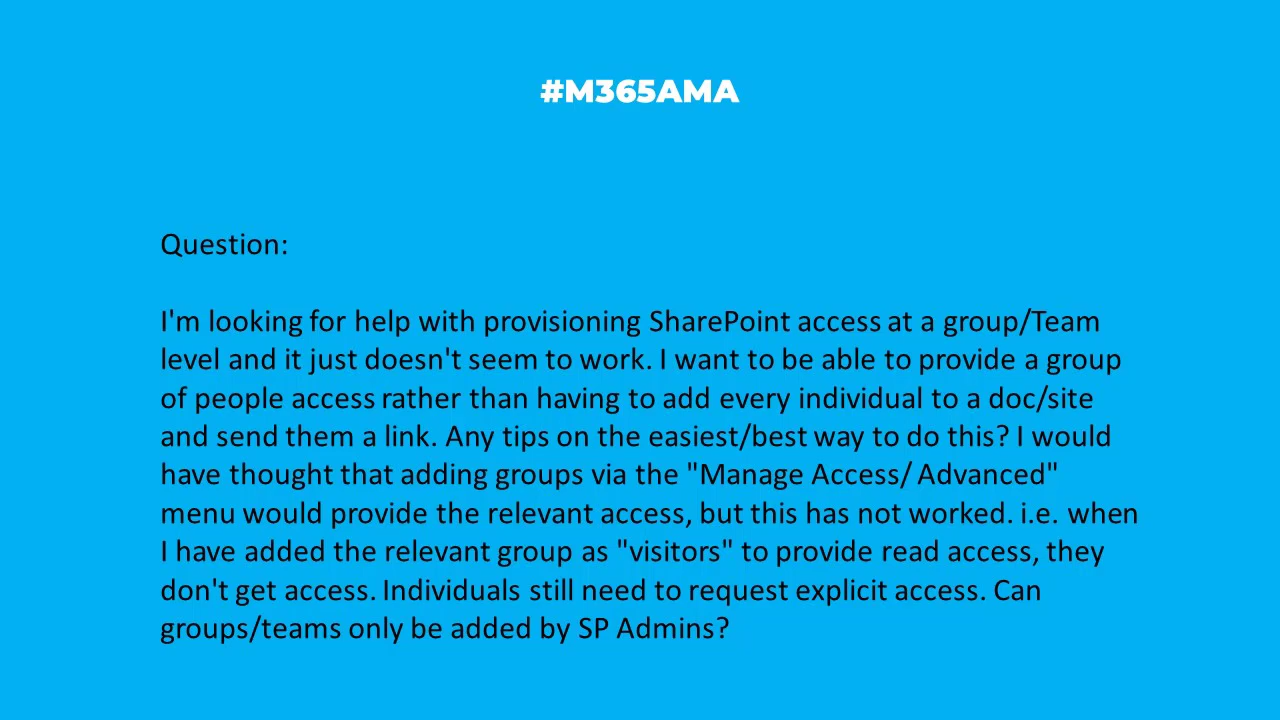 #M365AMA
Question:
I'm looking for help with provisioning SharePoint access at a group/Team
level and it just doesn't seem to work. I want to be able to provide a group
of people access rather than having to add every individual to a doc/site
and send them a link. Any tips on the easiest/best way to do this? I would
have thought that adding groups via the "Manage Access/ Advanced"
menu would provide the relevant access, but this has not worked. i.e. when
I have added the relevant group as "visitors" to provide read access, they
don't get access. Individuals still need to request explicit access. Can
groups/teams only be added by SP Admins?